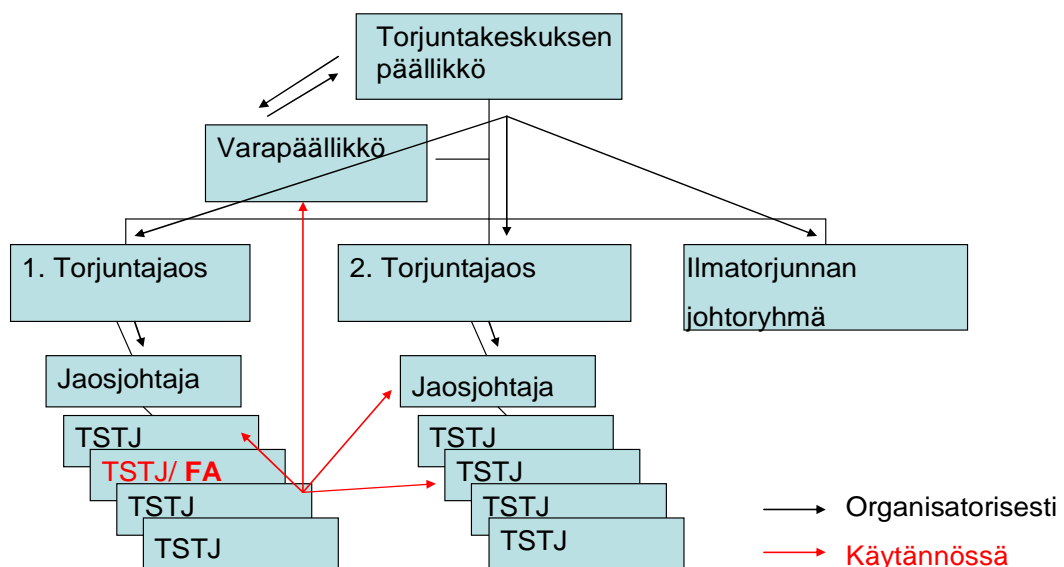 Torjuntakeskuksen
päällikkö
Varapäällikkö
1. Torjuntajaos
2. Torjuntajaos
Ilmatorjunnan
johtoryhmä
Jaosjohtaja
TSTJ
TSTJ/ FA
TSTJ
TSTJ
Jaosjohtaja
TSTJ
TSTJ
TSTJ
TSTJ
Organisatorisesti
Käytännössä